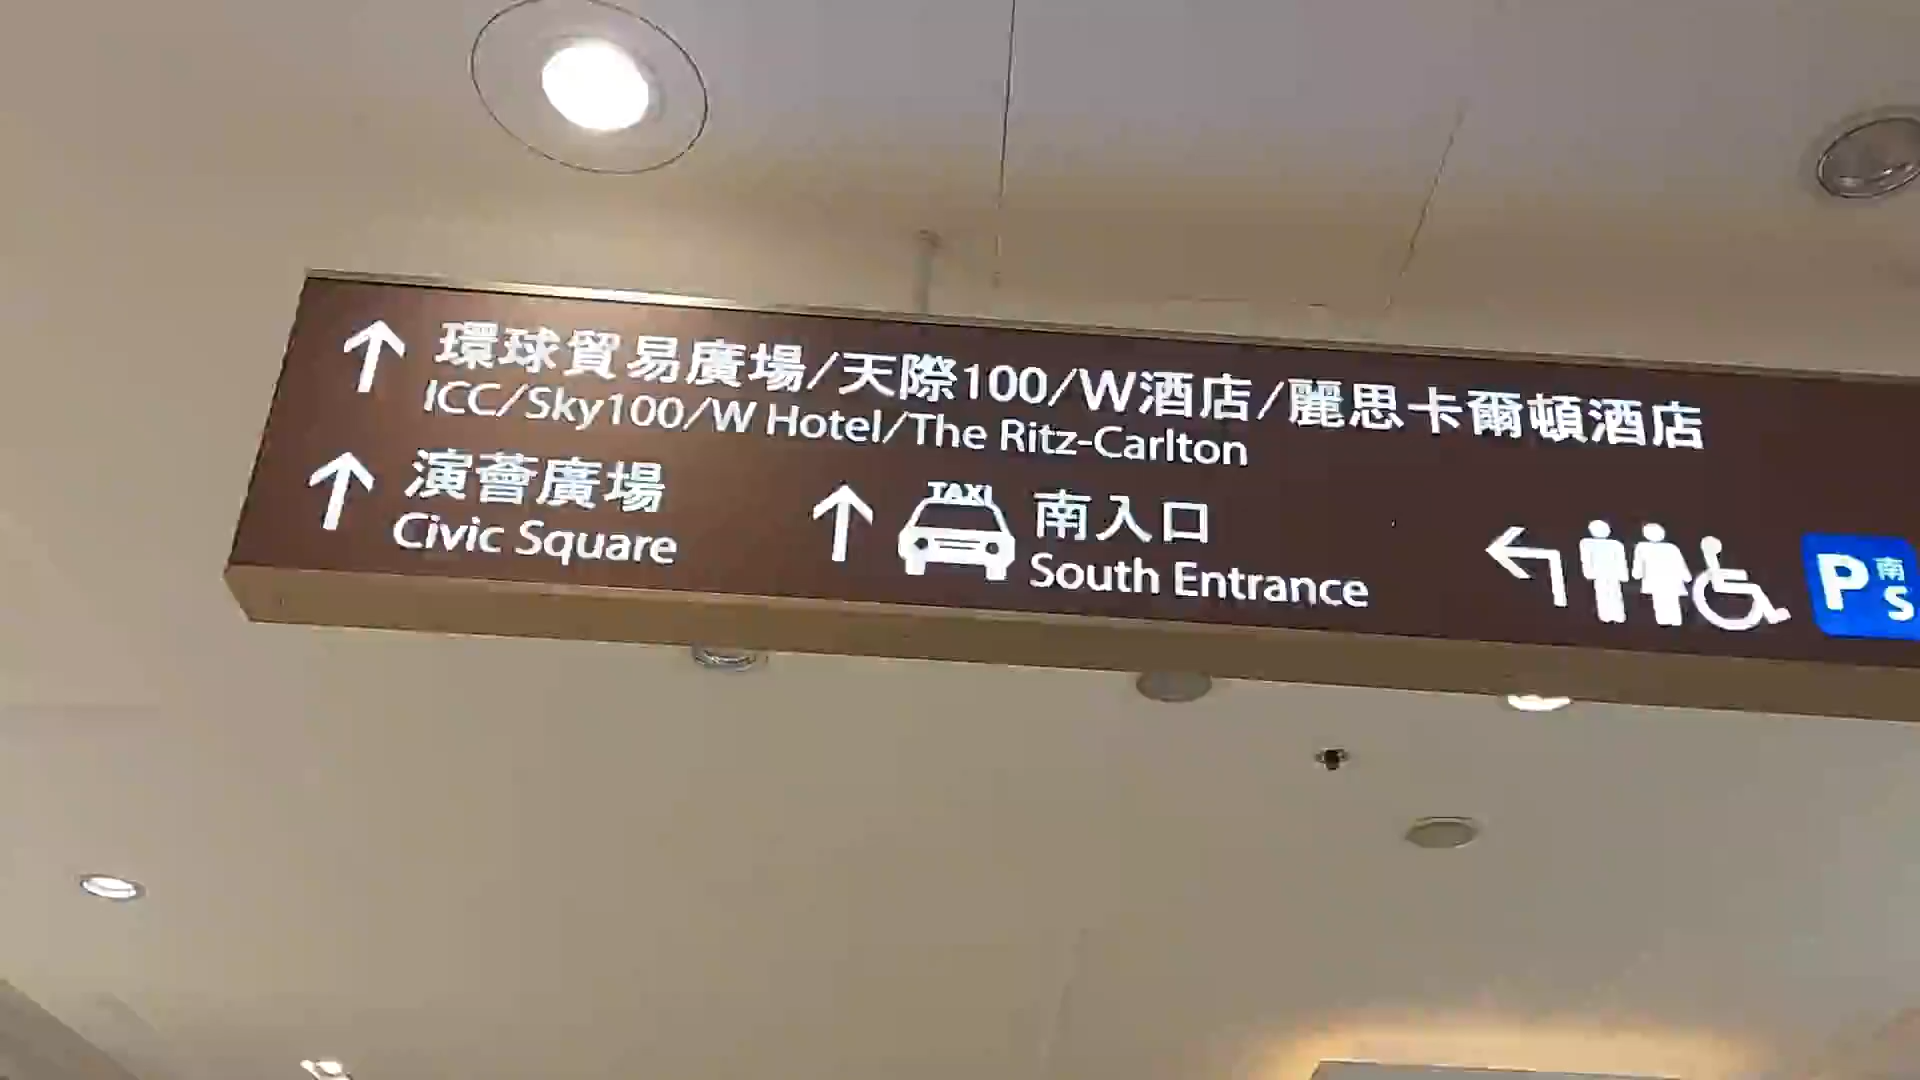 環球貿易廣場/天際100/W酒店/麗思卡爾頓酒店
ICC/Sky100/W Hotel/The Ritz-Carlton
演薈廣場
Civic Square
TAXI
南入口
South Entrance
P南
S